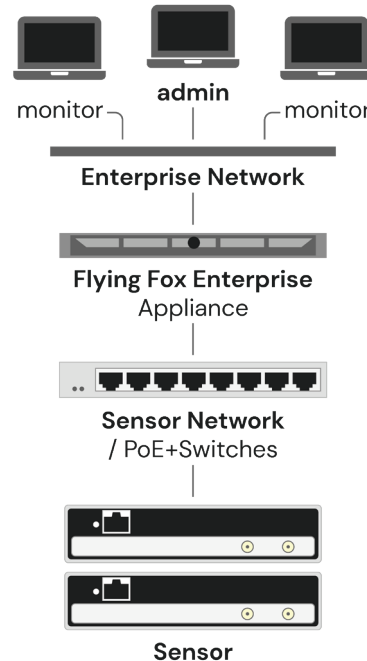 admin
monitor
monitor
Enterprise Network
Flying Fox Enterprise
Appliance
Sensor Network
/ PoE+Switches
Sensor